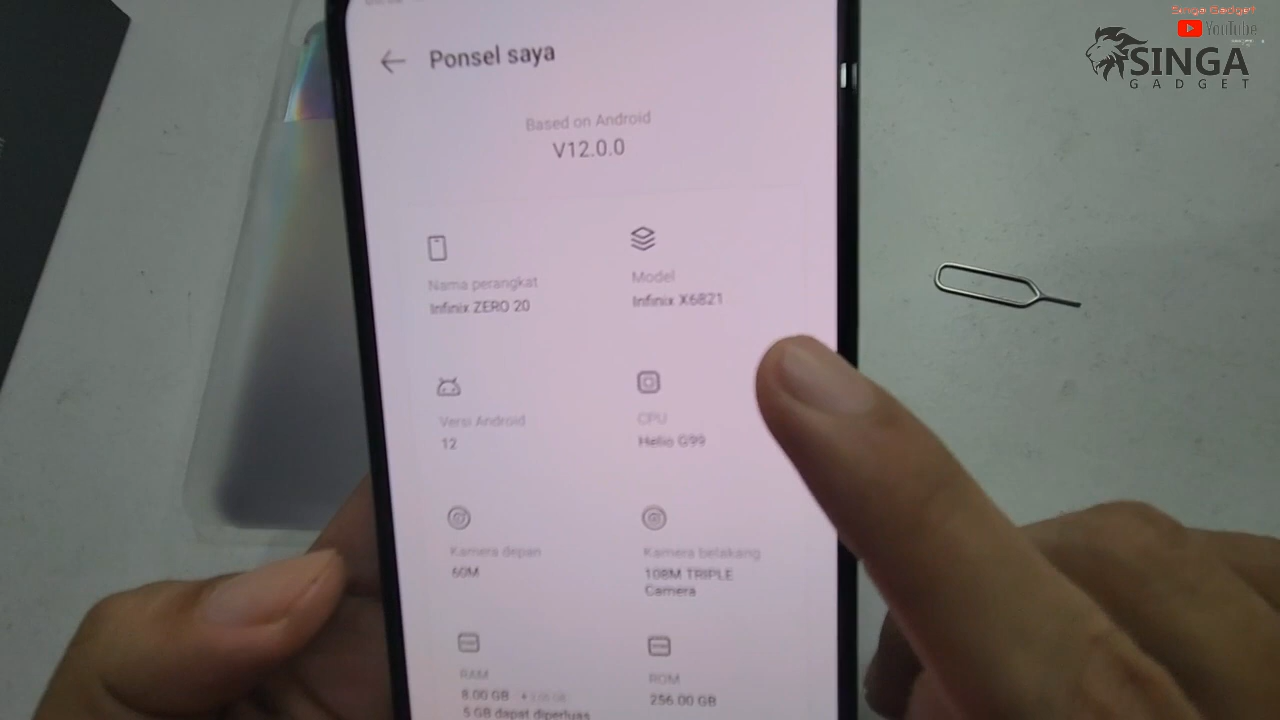 Singa Gadget
YouTube
SINGA
GADGET
Ponsel saya
Based on Android
V12.0.0
Nama perangkat
Infinix ZERO 20
Model
Infinix X6821
Versi Android
12
CPU
Helio G99
Kamera depan
60M
Kamera belakang
108M TRIPLE
Camera
RAM
8.00 GB
5 GB dapat diperluas
ROM
256.00 GB